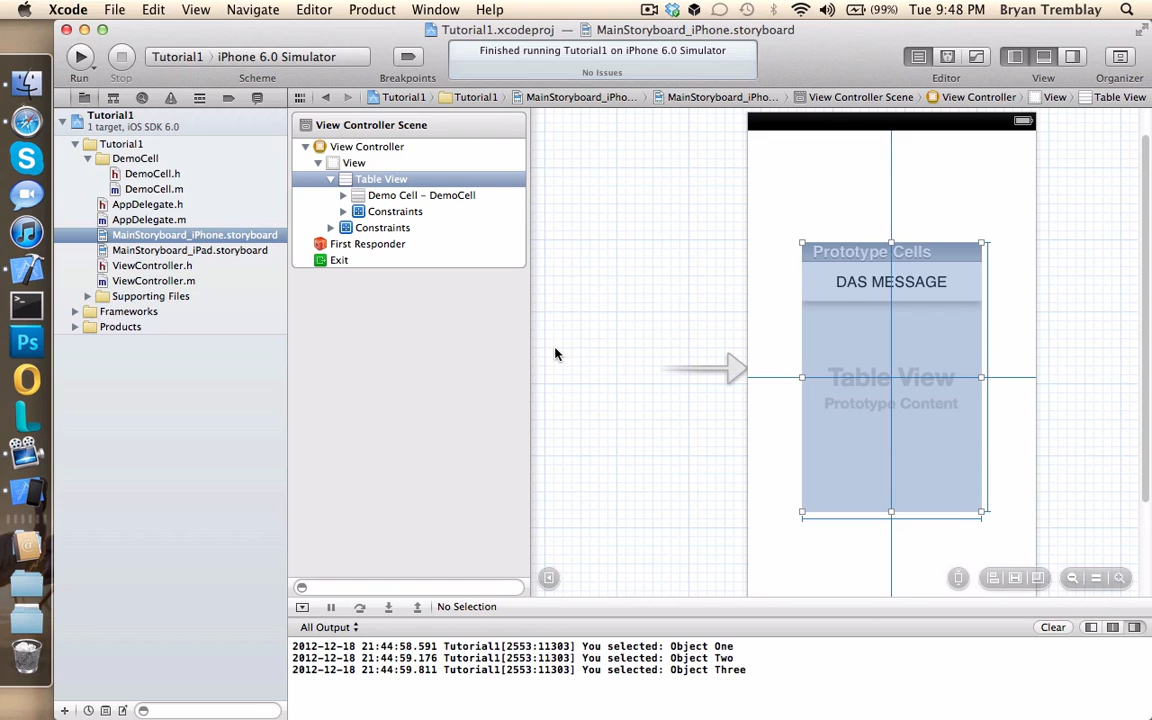 Xcode File Edit View Navigate Editor Product Window Help (99%) Tue 9:48 PM Bryan Tremblay
Tutorial1.xcodeproj — MainStoryboard_iPhone.storyboard
Tutorial1 › iPhone 6.0 Simulator
Finished running Tutorial1 on iPhone 6.0 Simulator
No Issues
Run Stop Scheme Breakpoints Editor View Organizer
Tutorial1 Tutorial1 MainStoryboard_iPho... MainStoryboard_iPho... View Controller Scene View Controller View Table View
Tutorial1
1 target, iOS SDK 6.0
Tutorial1
DemoCell
DemoCell.h
DemoCell.m
AppDelegate.h
AppDelegate.m
MainStoryboard_iPhone.storyboard
MainStoryboard_iPad.storyboard
ViewController.h
ViewController.m
Supporting Files
Frameworks
Products
View Controller Scene
View Controller
View
Table View
Demo Cell – DemoCell
Constraints
Constraints
First Responder
Exit
Prototype Cells
DAS MESSAGE
Table View
Prototype Content
Ps
No Selection
All Output
Clear
2012-12-18 21:44:58.591 Tutorial1[2553:11303] You selected: Object One
2012-12-18 21:44:59.176 Tutorial1[2553:11303] You selected: Object Two
2012-12-18 21:44:59.811 Tutorial1[2553:11303] You selected: Object Three